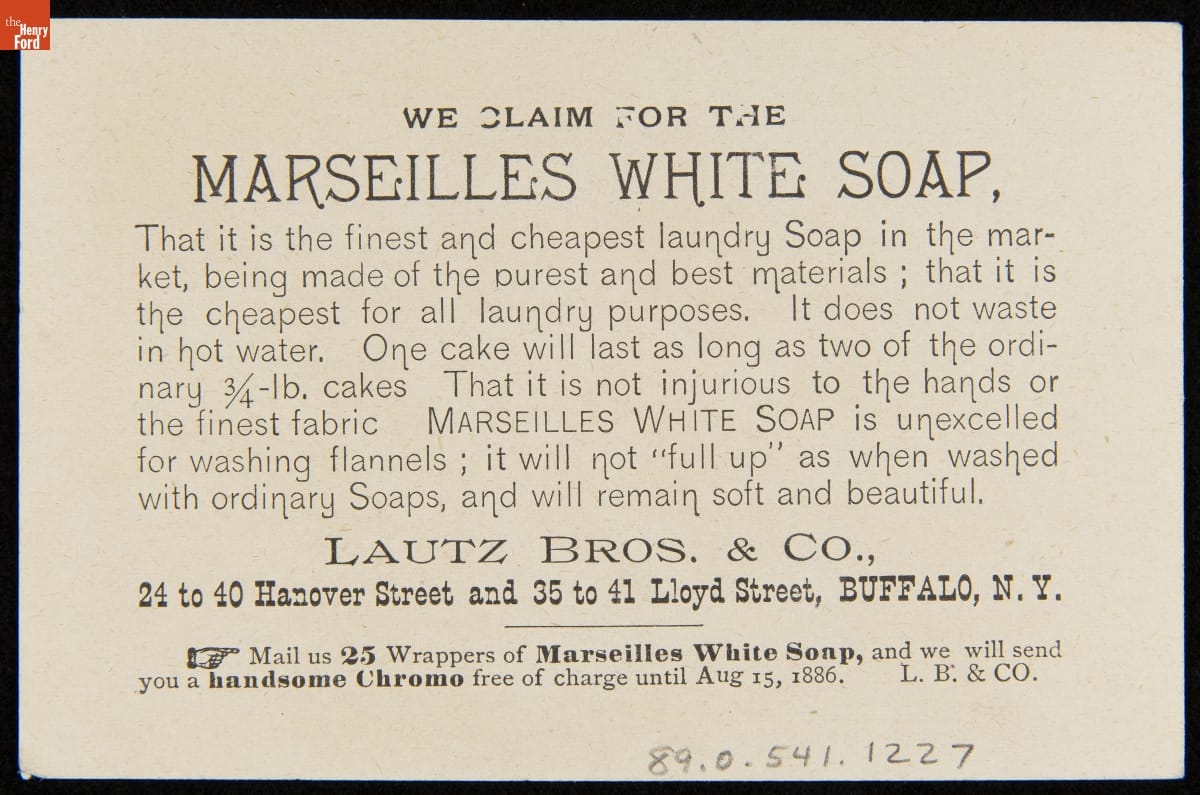 the
Henry
Ford
WE CLAIM FOR THE
MARSEILLES WHITE SOAP,
That it is the finest and cheapest laundry Soap in the mar-
ket, being made of the purest and best materials ; that it is
the cheapest for all laundry purposes. It does not waste
in hot water. One cake will last as long as two of the ordi-
nary ¾-lb. cakes That it is not injurious to the hands or
the finest fabric MARSEILLES WHITE SOAP is unexcelled
for washing flannels ; it will not "full up" as when washed
with ordinary Soaps, and will remain soft and beautiful.
LAUTZ BROS. & CO.,
24 to 40 Hanover Street and 35 to 41 Lloyd Street, BUFFALO, N. Y.
☞ Mail us 25 Wrappers of Marseilles White Soap, and we will send
you a handsome Chromo free of charge until Aug 15, 1886. L. B. & CO.
89.0.541.1227